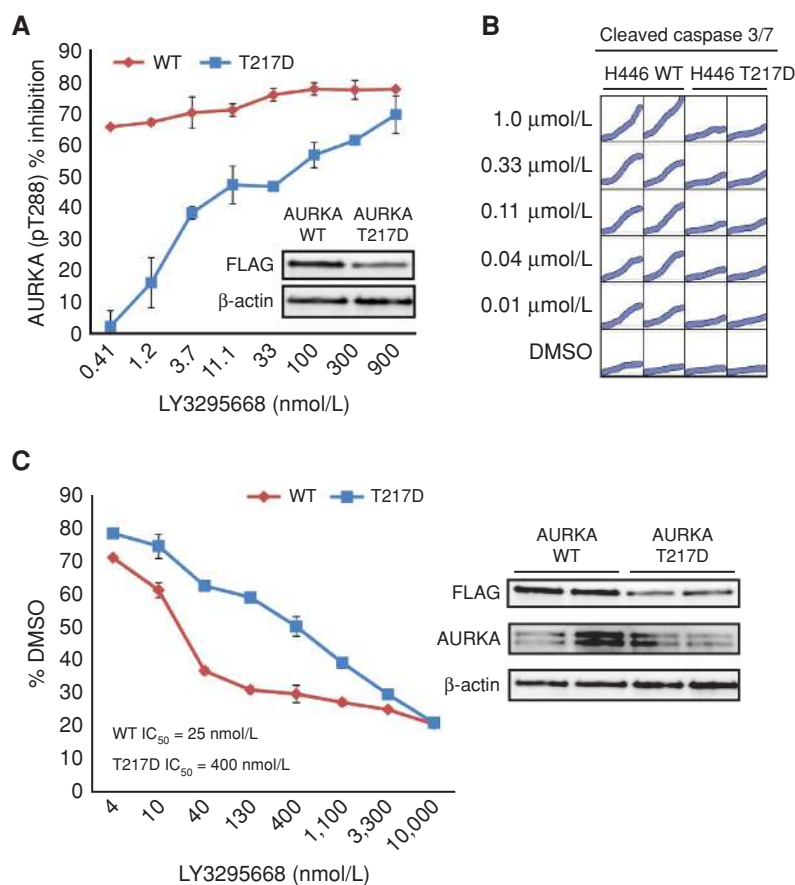 A
AURKA (pT288) % inhibition
90
80
70
60
50
40
30
20
10
0
WT T217D
AURKA WT
AURKA T217D
FLAG
β-actin
0.41 1.2 3.7 11.1 33 100 300 900
LY3295668 (nmol/L)
B
Cleaved caspase 3/7
H446 WT H446 T217D
1.0 μmol/L
0.33 μmol/L
0.11 μmol/L
0.04 μmol/L
0.01 μmol/L
DMSO
C
% DMSO
90
80
70
60
50
40
30
20
10
0
WT T217D
WT IC50 = 25 nmol/L
T217D IC50 = 400 nmol/L
4 10 40 130 400 1,100 3,300 10,000
LY3295668 (nmol/L)
AURKA WT
AURKA T217D
FLAG
AURKA
β-actin